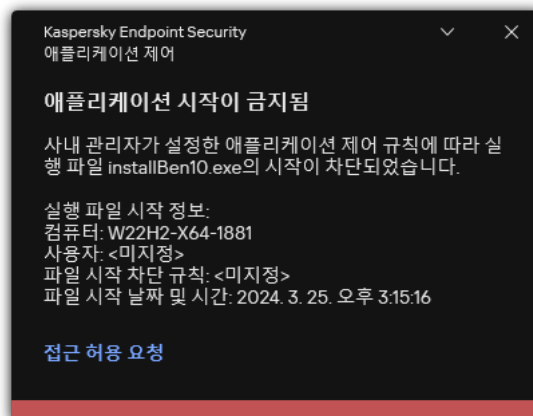 Kaspersky Endpoint Security
애플리케이션 제어
애플리케이션 시작이 금지됨
사내 관리자가 설정한 애플리케이션 제어 규칙에 따라 실
행 파일 installBen10.exe의 시작이 차단되었습니다.
실행 파일 시작 정보:
컴퓨터: W22H2-X64-1881
사용자: <미지정>
파일 시작 차단 규칙: <미지정>
파일 시작 날짜 및 시간: 2024. 3. 25. 오후 3:15:16
접근 허용 요청